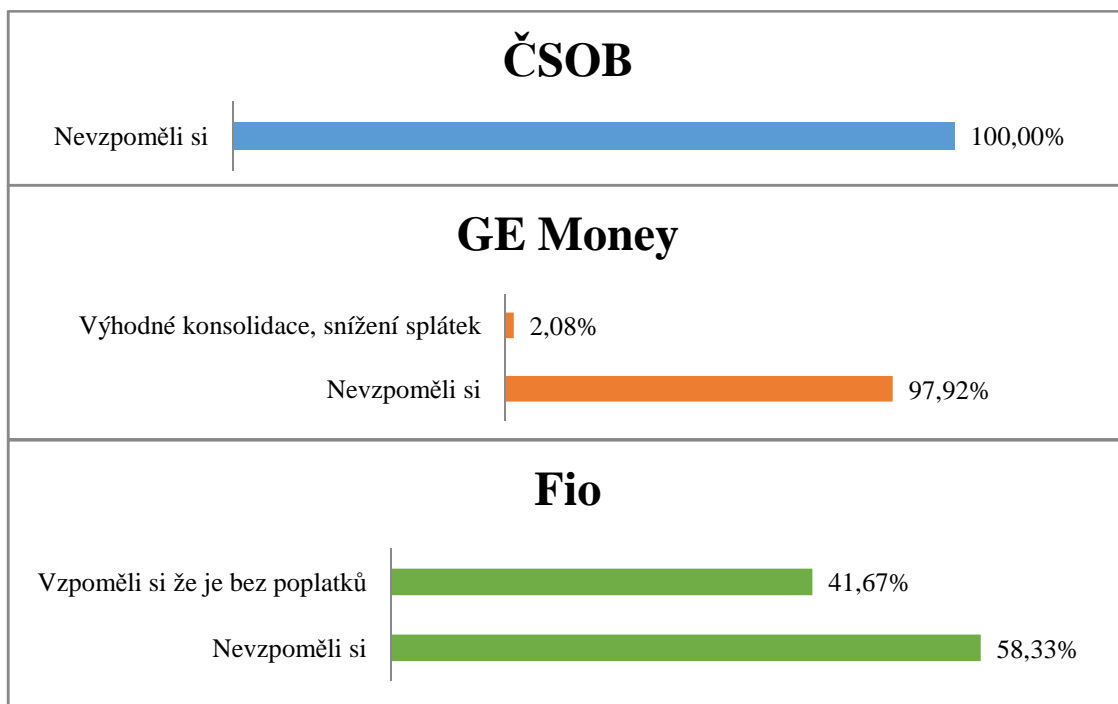 ČSOB
Nevzpoměli si 100,00%
GE Money
Výhodné konsolidace, snížení splátek 2,08%
Nevzpoměli si 97,92%
Fio
Vzpoměli si že je bez poplatků 41,67%
Nevzpoměli si 58,33%